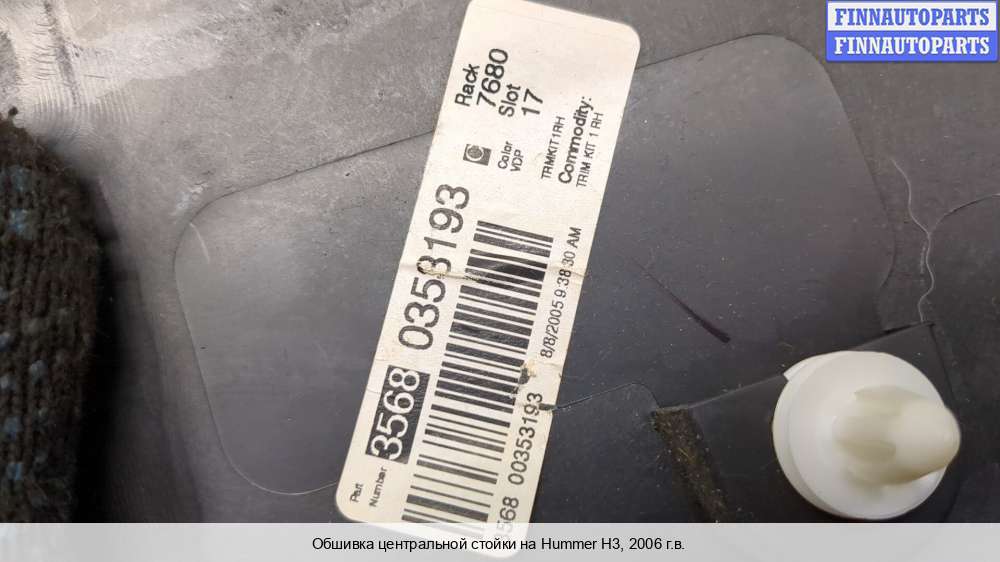 FINNAUTOPARTS
FINNAUTOPARTS
Rack
7680
Slot
17
Color
VDP
TRMKIT1RH
Commodity:
TRIM KIT 1 RH
Part
Number
3568 0353193
8/8/2005 9:38:30 AM
3568 00353193
Обшивка центральной стойки на Hummer H3, 2006 г.в.